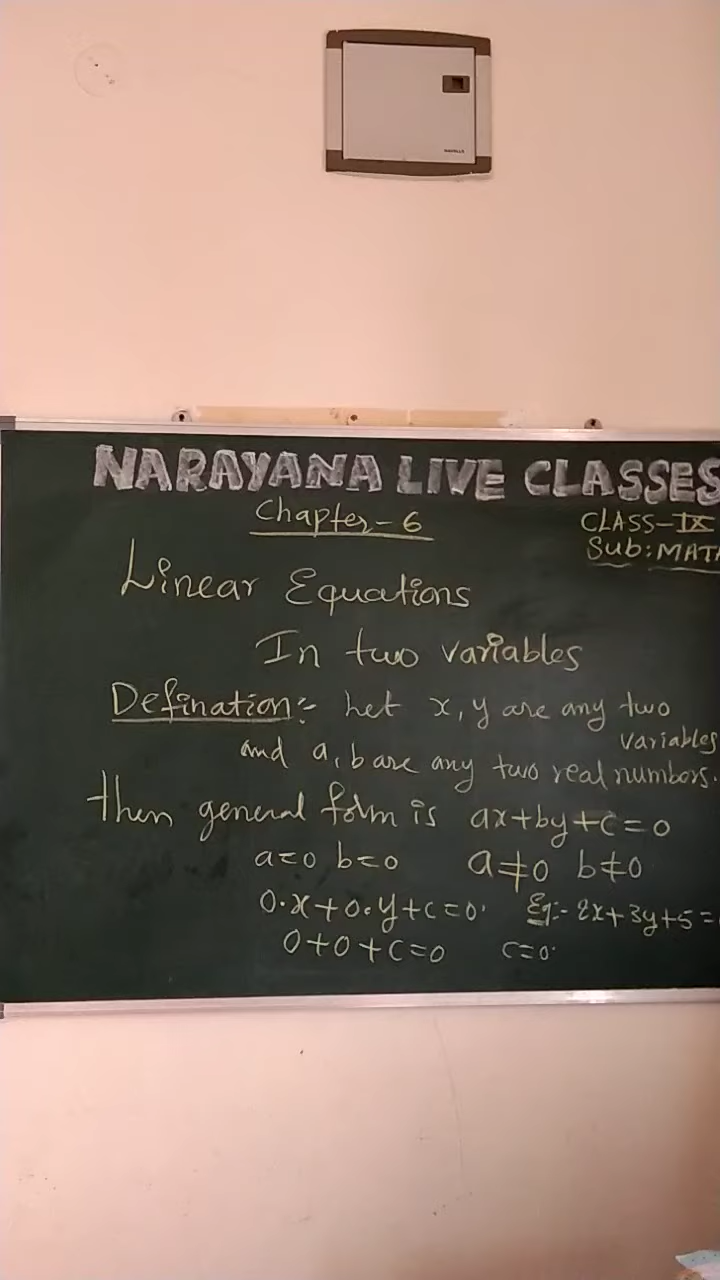 HAVELLS
NARAYANA LIVE CLASSES
Chapter-6
CLASS-IX
Sub:MAT
Linear Equations
In two variables
Defination:- Let x, y are any two
variables
and a, b are any two real numbers.
then general form is ax+by+c=0
a=0 b=0 a≠0 b≠0
0.x+0.y+c=0. Eg:- 2x+3y+5=
0+0+c=0 c=0.